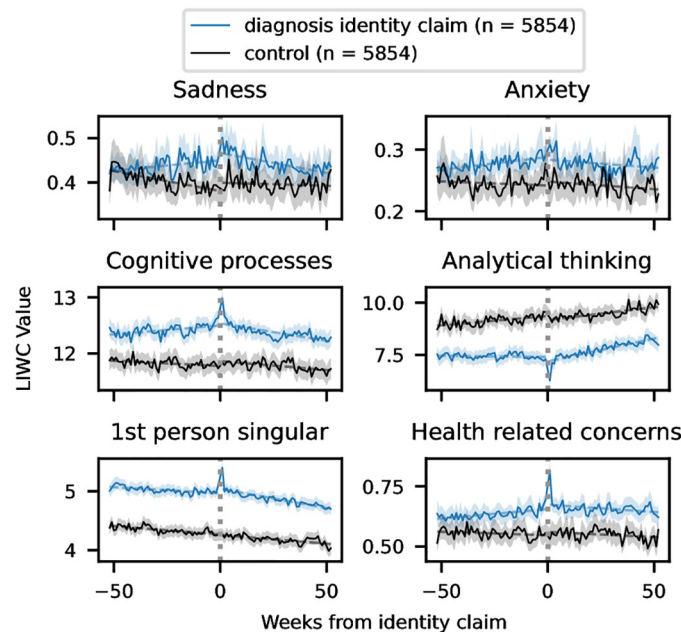 diagnosis identity claim (n = 5854)
control (n = 5854)
Sadness
0.5
0.4
Anxiety
0.3
0.2
Cognitive processes
13
12
Analytical thinking
10.0
7.5
1st person singular
5
4
−50
0
50
Health related concerns
0.75
0.50
−50
0
50
LIWC Value
Weeks from identity claim